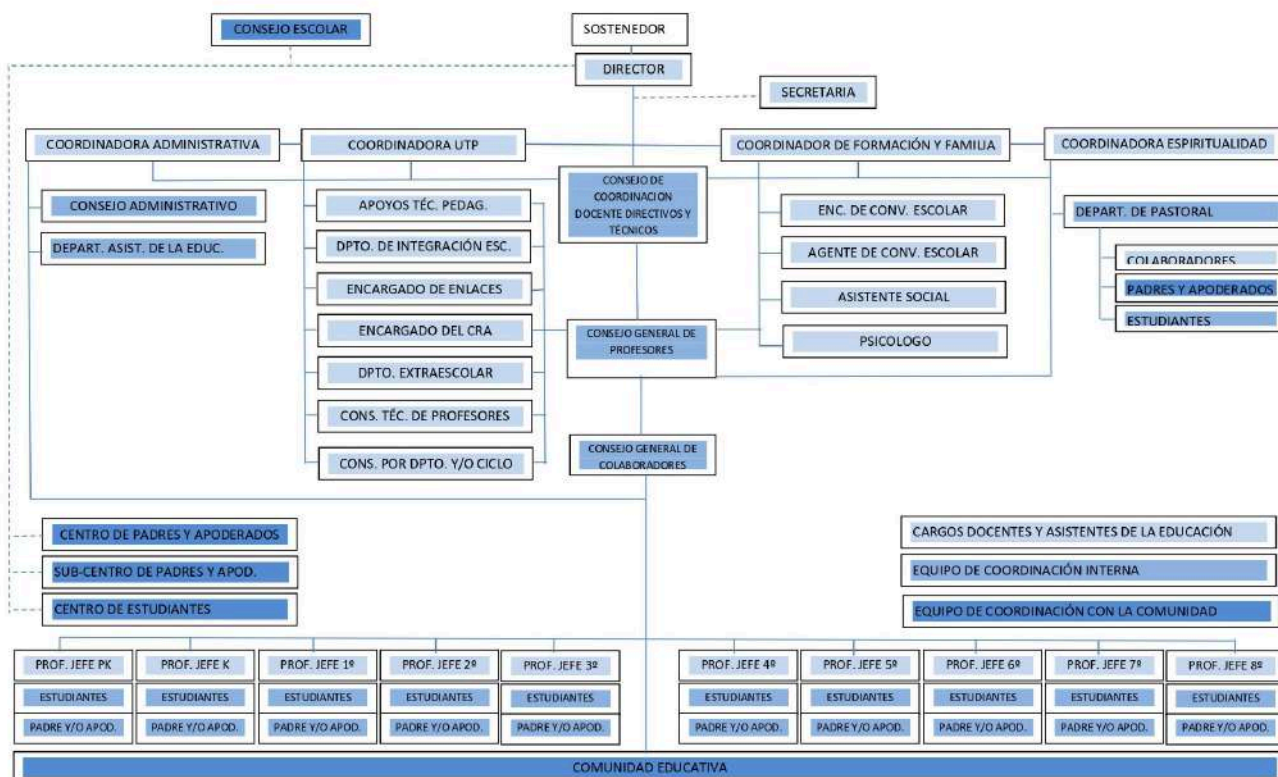 CONSEJO ESCOLAR
SOSTENEDOR
DIRECTOR
SECRETARIA
COORDINADORA ADMINISTRATIVA
COORDINADORA UTP
COORDINADOR DE FORMACIÓN Y FAMILIA
COORDINADORA ESPIRITUALIDAD
CONSEJO ADMINISTRATIVO
DEPART. ASIST. DE LA EDUC.
APOYOS TÉC. PEDAG.
DPTO. DE INTEGRACIÓN ESC.
ENCARGADO DE ENLACES
ENCARGADO DEL CRA
DPTO. EXTRAESCOLAR
CONS. TÉC. DE PROFESORES
CONS. POR DPTO. Y/O CICLO
CONSEJO DE
COORDINACION
DOCENTE DIRECTIVOS Y
TÉCNICOS
CONSEJO GENERAL DE
PROFESORES
CONSEJO GENERAL DE
COLABORADORES
ENC. DE CONV. ESCOLAR
AGENTE DE CONV. ESCOLAR
ASISTENTE SOCIAL
PSICOLOGO
DEPART. DE PASTORAL
COLABORADORES
PADRES Y APODERADOS
ESTUDIANTES
CENTRO DE PADRES Y APODERADOS
SUB-CENTRO DE PADRES Y APOD.
CENTRO DE ESTUDIANTES
CARGOS DOCENTES Y ASISTENTES DE LA EDUCACIÓN
EQUIPO DE COORDINACIÓN INTERNA
EQUIPO DE COORDINACIÓN CON LA COMUNIDAD
PROF. JEFE PK
ESTUDIANTES
PADRE Y/O APOD.
PROF. JEFE K
ESTUDIANTES
PADRE Y/O APOD.
PROF. JEFE 1º
ESTUDIANTES
PADRE Y/O APOD.
PROF. JEFE 2º
ESTUDIANTES
PADRE Y/O APOD.
PROF. JEFE 3º
ESTUDIANTES
PADRE Y/O APOD.
PROF. JEFE 4º
ESTUDIANTES
PADRE Y/O APOD.
PROF. JEFE 5º
ESTUDIANTES
PADRE Y/O APOD.
PROF. JEFE 6º
ESTUDIANTES
PADRE Y/O APOD.
PROF. JEFE 7º
ESTUDIANTES
PADRE Y/O APOD.
PROF. JEFE 8º
ESTUDIANTES
PADRE Y/O APOD.
COMUNIDAD EDUCATIVA